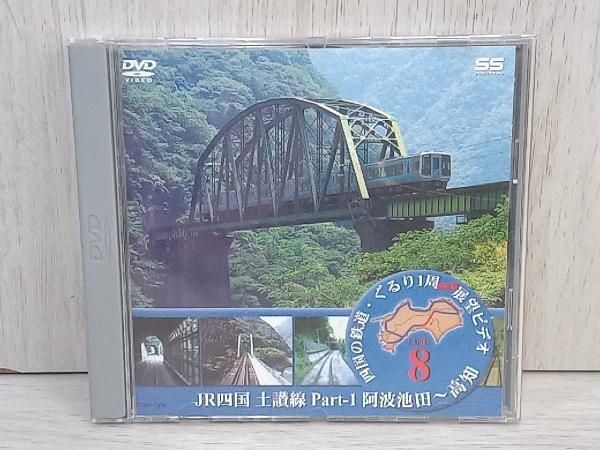 DVD
VIDEO
SS
DVD
四国の鉄道・ぐるり1周 展望ビデオ
8
JR四国 土讃線 Part-1 阿波池田～高知